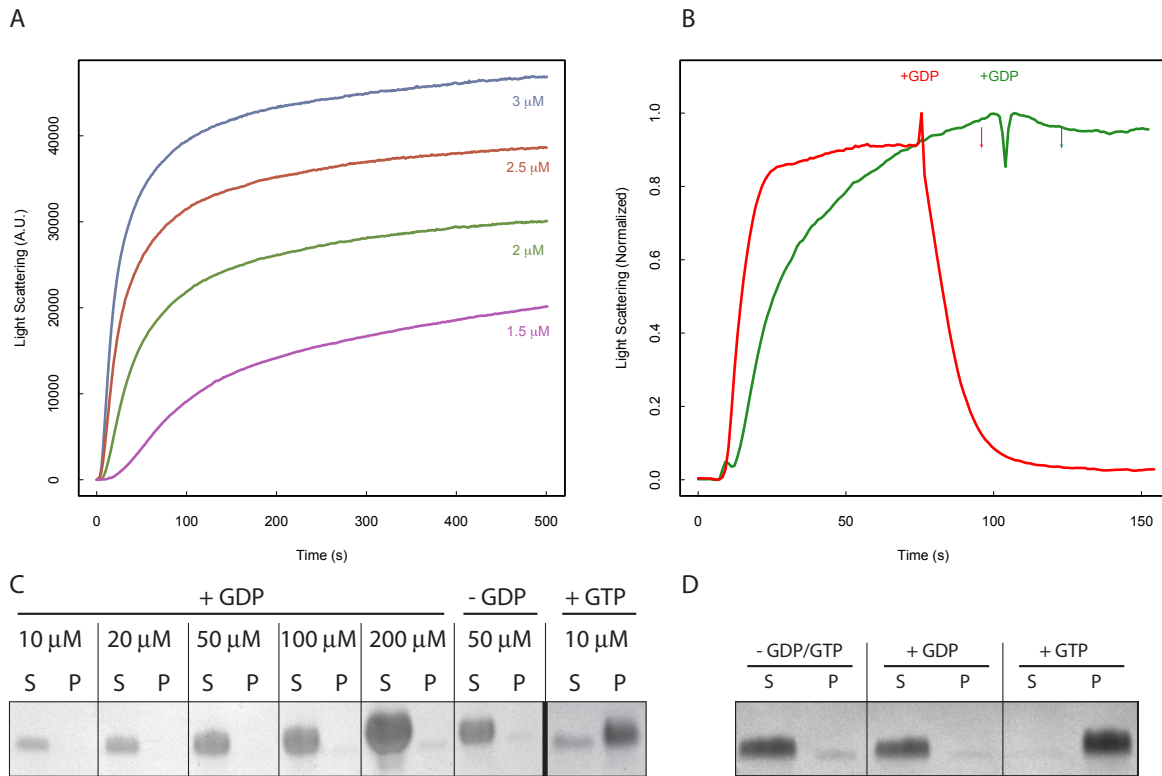 A
B
3 μM
2.5 μM
2 μM
1.5 μM
0
10000
20000
30000
40000
Light Scattering (A.U.)
0 100 200 300 400 500
Time (s)
+GDP +GDP
0.0
0.2
0.4
0.6
0.8
1.0
Light Scattering (Normalized)
0 50 100 150
Time (s)
C
+ GDP - GDP + GTP
10 μM 20 μM 50 μM 100 μM 200 μM 50 μM 10 μM
S P S P S P S P S P S P S P
D
- GDP/GTP + GDP + GTP
S P S P S P